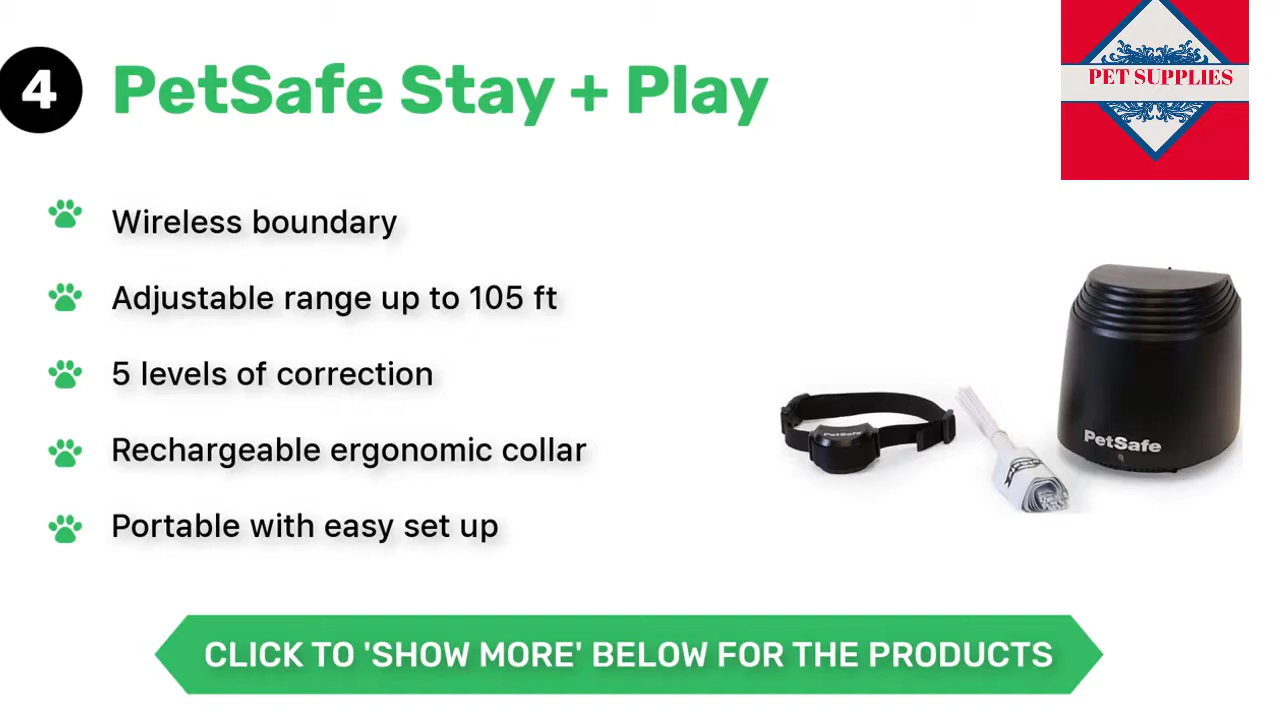 4
PetSafe Stay + Play
PET SUPPLIES
Wireless boundary
Adjustable range up to 105 ft
5 levels of correction
Rechargeable ergonomic collar
Portable with easy set up
PetSafe
PetSafe
CLICK TO 'SHOW MORE' BELOW FOR THE PRODUCTS